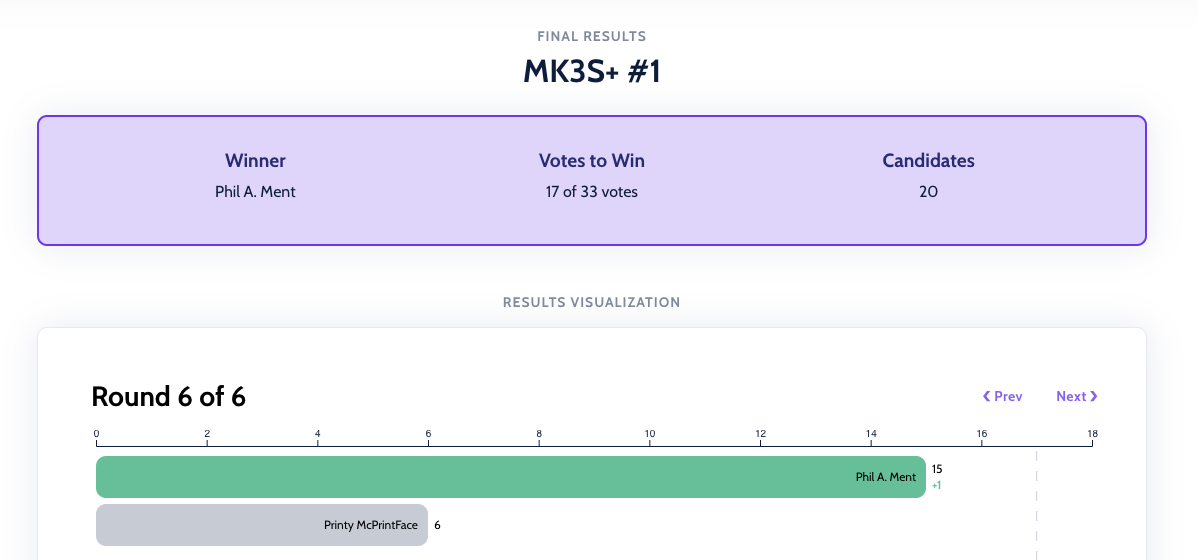 FINAL RESULTS
MK3S+ #1
Winner Votes to Win Candidates
Phil A. Ment 17 of 33 votes 20
RESULTS VISUALIZATION
Round 6 of 6 ❮ Prev Next ❯
0 2 4 6 8 10 12 14 16 18
Phil A. Ment 15
+1
Printy McPrintFace 6